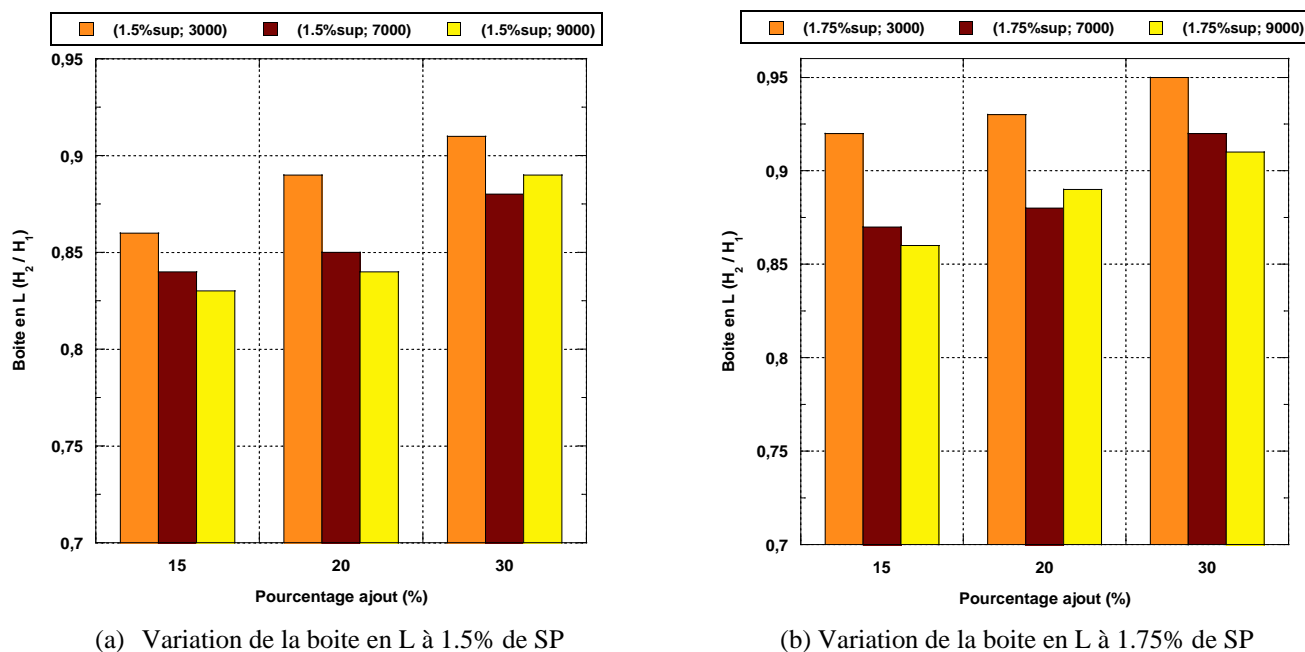 (1.5%sup; 3000) (1.5%sup; 7000) (1.5%sup; 9000)
0,95
0,9
0,85
0,8
0,75
0,7
Boite en L (H2 / H1)
15 20 30
Pourcentage ajout (%)
(a) Variation de la boite en L à 1.5% de SP
(1.75%sup; 3000) (1.75%sup; 7000) (1.75%sup; 9000)
0,95
0,9
0,85
0,8
0,75
0,7
Boite en L (H2 / H1)
15 20 30
Pourcentage ajout (%)
(b) Variation de la boite en L à 1.75% de SP